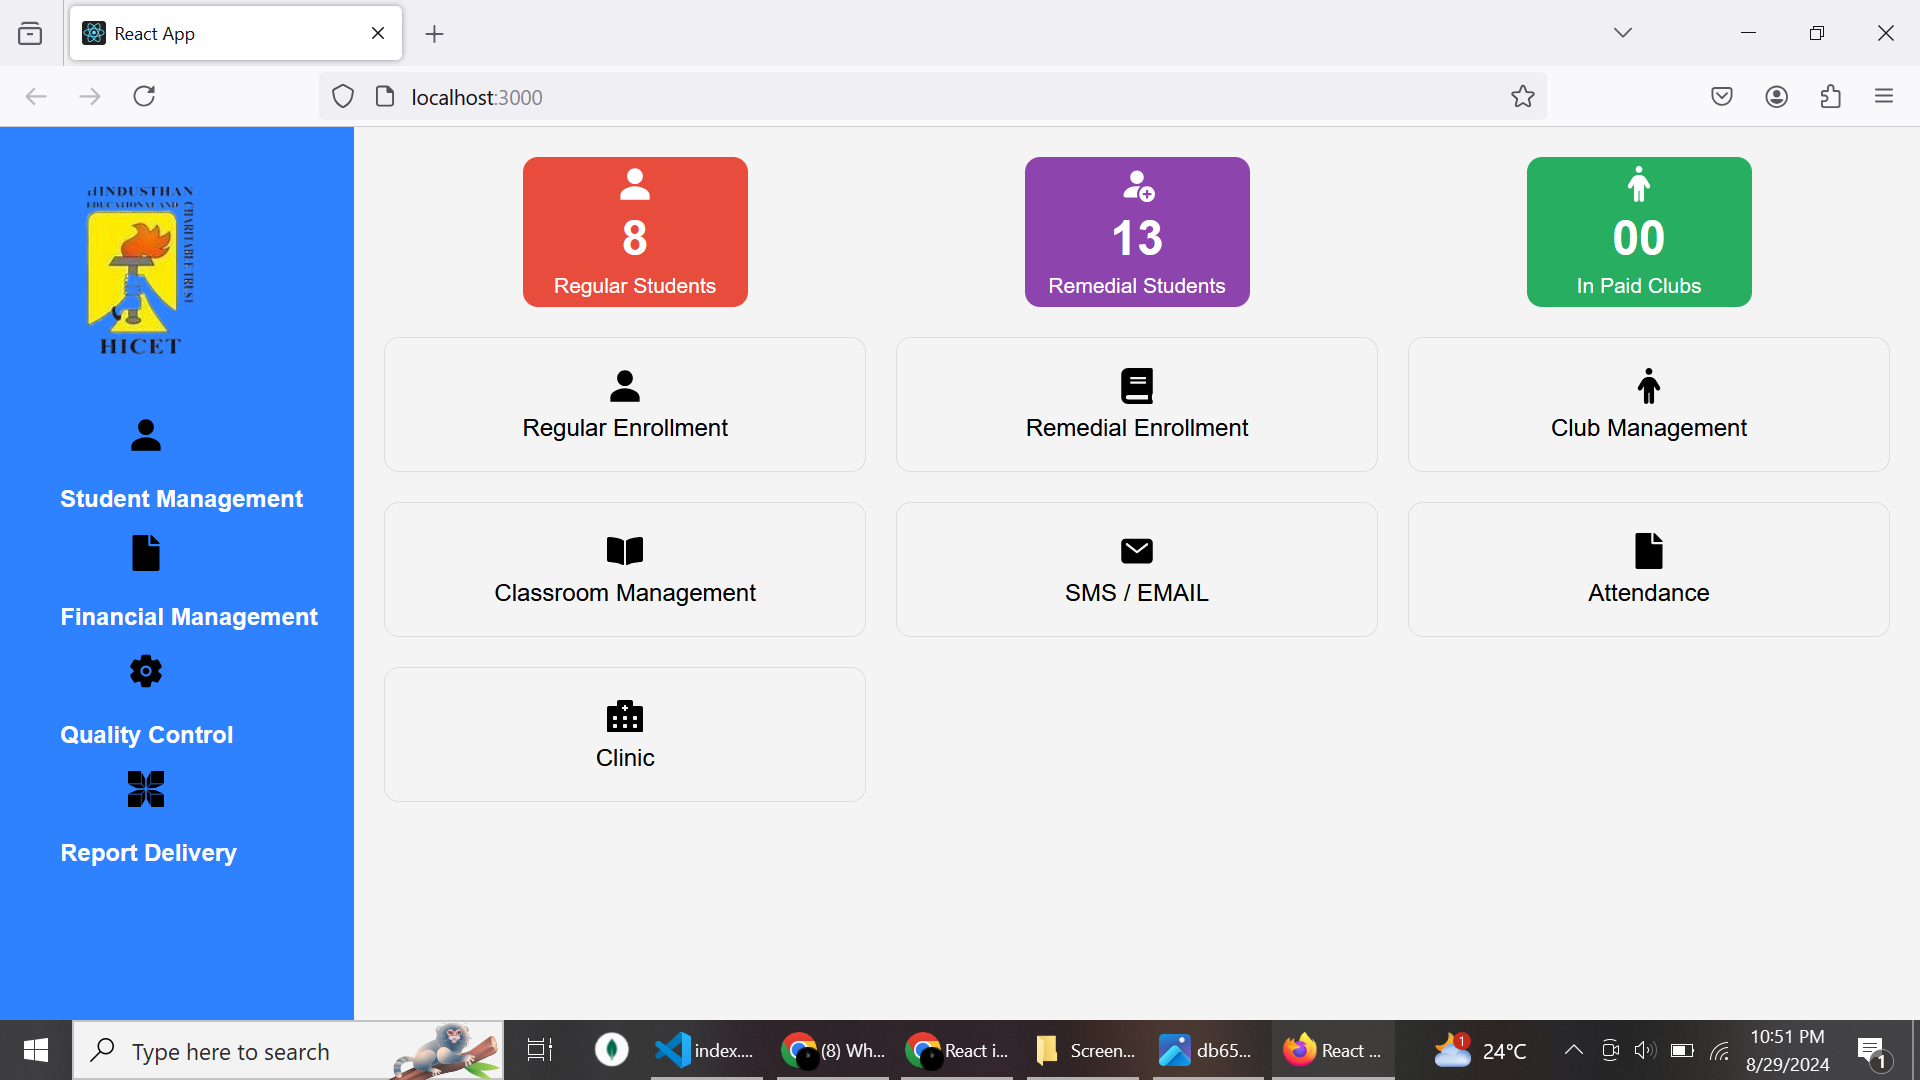 React App
localhost:3000
HINDUSTHAN
EDUCATIONAL AND
CHARITABLE TRUST
HICET
Student Management
Financial Management
Quality Control
Report Delivery
8
Regular Students
13
Remedial Students
00
In Paid Clubs
Regular Enrollment
Remedial Enrollment
Club Management
Classroom Management
SMS / EMAIL
Attendance
Clinic
Type here to search
index....
(8) Wh...
React i...
Screen...
db65...
React ...
1
24°C
10:51 PM
8/29/2024
1